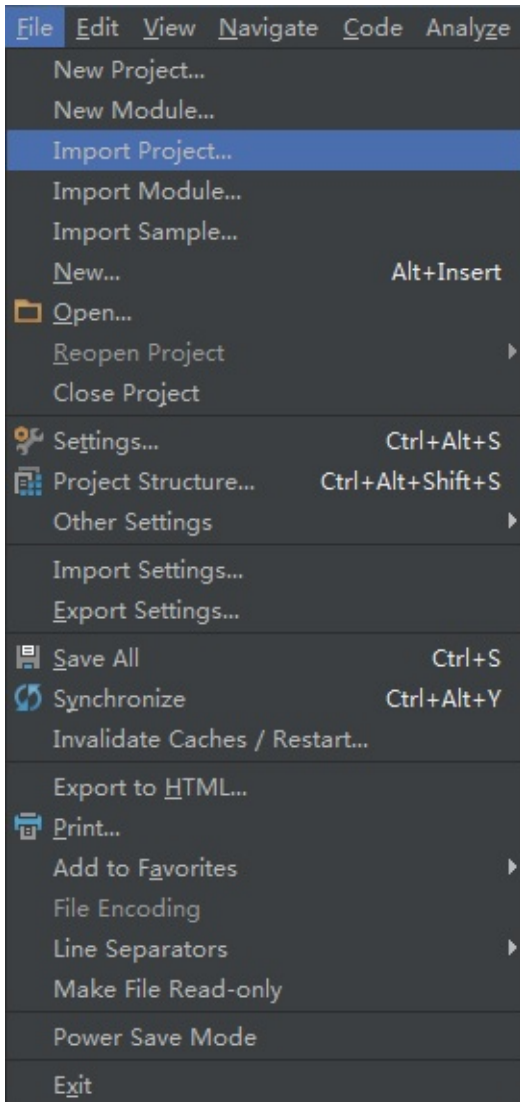 File Edit View Navigate Code Analyze
New Project...
New Module...
Import Project...
Import Module...
Import Sample...
New... Alt+Insert
Open...
Reopen Project
Close Project
Settings... Ctrl+Alt+S
Project Structure... Ctrl+Alt+Shift+S
Other Settings
Import Settings...
Export Settings...
Save All Ctrl+S
Synchronize Ctrl+Alt+Y
Invalidate Caches / Restart...
Export to HTML...
Print...
Add to Favorites
File Encoding
Line Separators
Make File Read-only
Power Save Mode
Exit